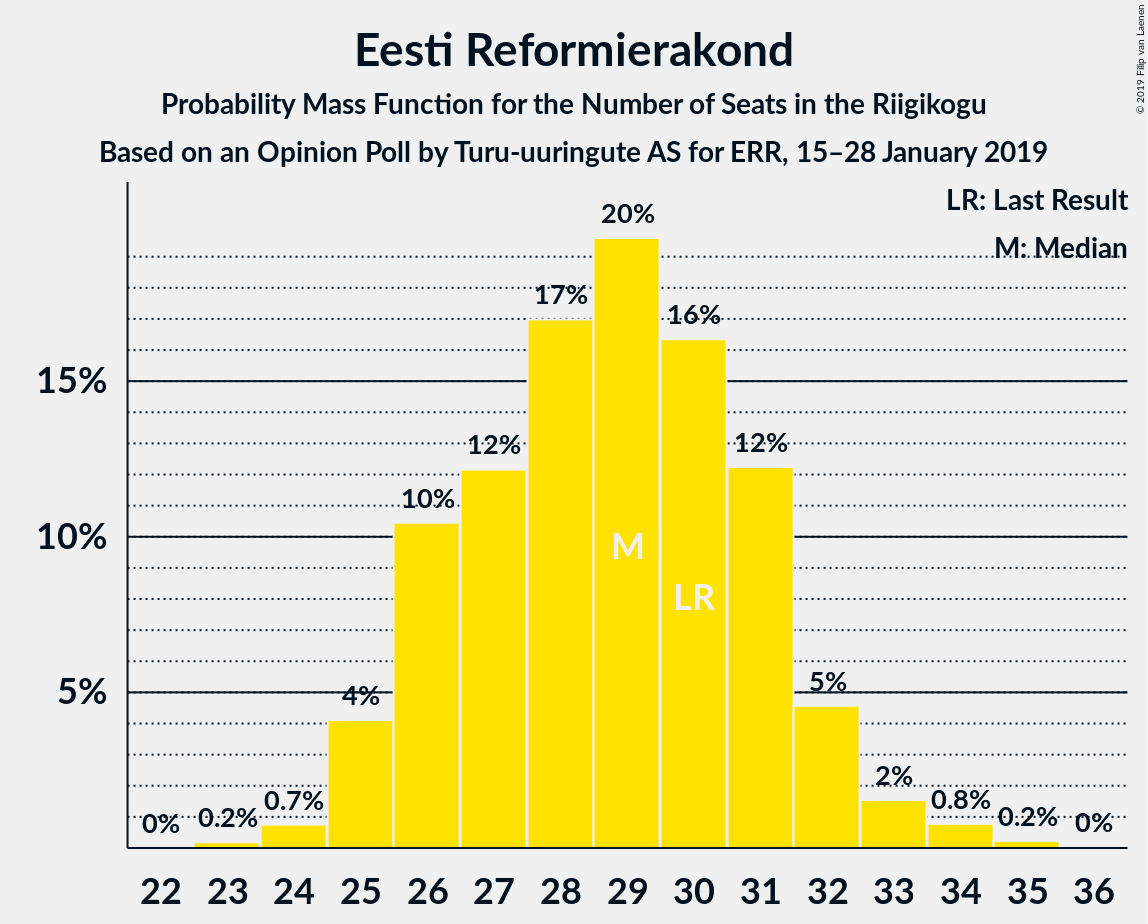 Eesti Reformierakond
Probability Mass Function for the Number of Seats in the Riigikogu
Based on an Opinion Poll by Turu-uuringute AS for ERR, 15–28 January 2019
© 2019 Filip van Laenen
LR: Last Result
M: Median
20%
17%
16%
15%
12%
12%
10%
10%
M
LR
5%
4%
5%
2%
0%
0.2%
0.7%
0.8%
0.2%
0%
22 23 24 25 26 27 28 29 30 31 32 33 34 35 36